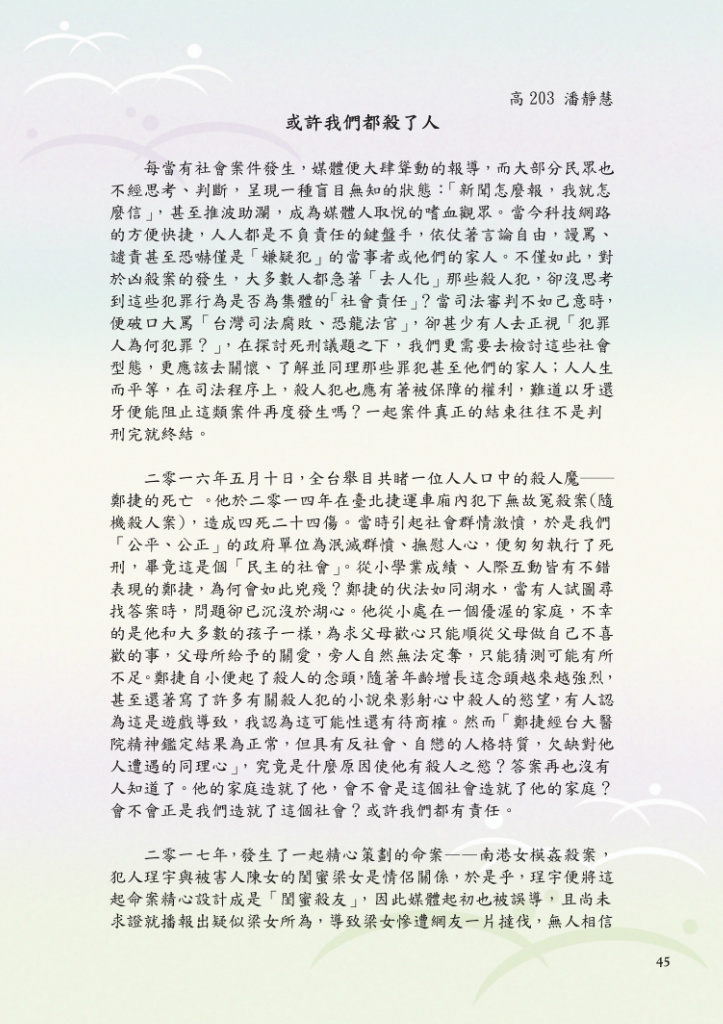 高 203 潘靜慧
或許我們都殺了人
每當有社會案件發生，媒體便大肆聳動的報導，而大部分民眾也
不經思考、判斷，呈現一種盲目無知的狀態：「新聞怎麼報，我就怎
麼信」，甚至推波助瀾，成為媒體人取悅的嗜血觀眾。當今科技網路
的方便快捷，人人都是不負責任的鍵盤手，依仗著言論自由，謾罵、
譴責甚至恐嚇僅是「嫌疑犯」的當事者或他們的家人。不僅如此，對
於凶殺案的發生，大多數人都急著「去人化」那些殺人犯，卻沒思考
到這些犯罪行為是否為集體的「社會責任」？當司法審判不如己意時，
便破口大罵「台灣司法腐敗、恐龍法官」，卻甚少有人去正視「犯罪
人為何犯罪？」，在探討死刑議題之下，我們更需要去檢討這些社會
型態，更應該去關懷、了解並同理那些罪犯甚至他們的家人；人人生
而平等，在司法程序上，殺人犯也應有著被保障的權利，難道以牙還
牙便能阻止這類案件再度發生嗎？一起案件真正的結束往往不是判
刑完就終結。
二零一六年五月十日，全台舉目共睹一位人人口中的殺人魔——
鄭捷的死亡 。他於二零一四年在臺北捷運車廂內犯下無故冤殺案(隨
機殺人案)，造成四死二十四傷。當時引起社會群情激憤，於是我們
「公平、公正」的政府單位為泯滅群憤、撫慰人心，便匆匆執行了死
刑，畢竟這是個「民主的社會」。從小學業成績、人際互動皆有不錯
表現的鄭捷，為何會如此兇殘？鄭捷的伏法如同湖水，當有人試圖尋
找答案時，問題卻已沉沒於湖心。他從小處在一個優渥的家庭，不幸
的是他和大多數的孩子一樣，為求父母歡心只能順從父母做自己不喜
歡的事，父母所給予的關愛，旁人自然無法定奪，只能猜測可能有所
不足。鄭捷自小便起了殺人的念頭，隨著年齡增長這念頭越來越強烈，
甚至還著寫了許多有關殺人犯的小說來影射心中殺人的慾望，有人認
為這是遊戲導致，我認為這可能性還有待商榷。然而「鄭捷經台大醫
院精神鑑定結果為正常，但具有反社會、自戀的人格特質，欠缺對他
人遭遇的同理心」，究竟是什麼原因使他有殺人之慾？答案再也沒有
人知道了。他的家庭造就了他，會不會是這個社會造就了他的家庭？
會不會正是我們造就了這個社會？或許我們都有責任。
二零一七年，發生了一起精心策劃的命案——南港女模姦殺案，
犯人珵宇與被害人陳女的閨蜜梁女是情侶關係，於是乎，珵宇便將這
起命案精心設計成是「閨蜜殺友」，因此媒體起初也被誤導，且尚未
求證就播報出疑似梁女所為，導致梁女慘遭網友一片撻伐，無人相信
45